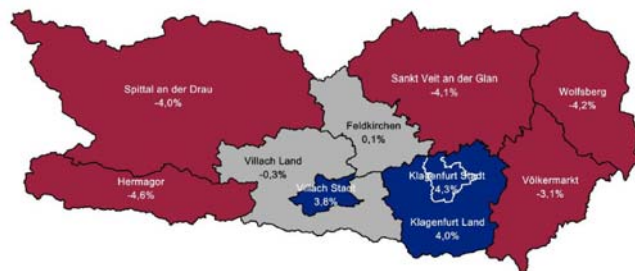 Spittal an der Drau
-4,0%
Sankt Veit an der Glan
-4,1%
Wolfsberg
-4,2%
Feldkirchen
0,1%
Villach Land
-0,3%
Hermagor
-4,6%
Villach Stadt
3,8%
Klagenfurt Stadt
4,3%
Völkermarkt
-3,1%
Klagenfurt Land
4,0%